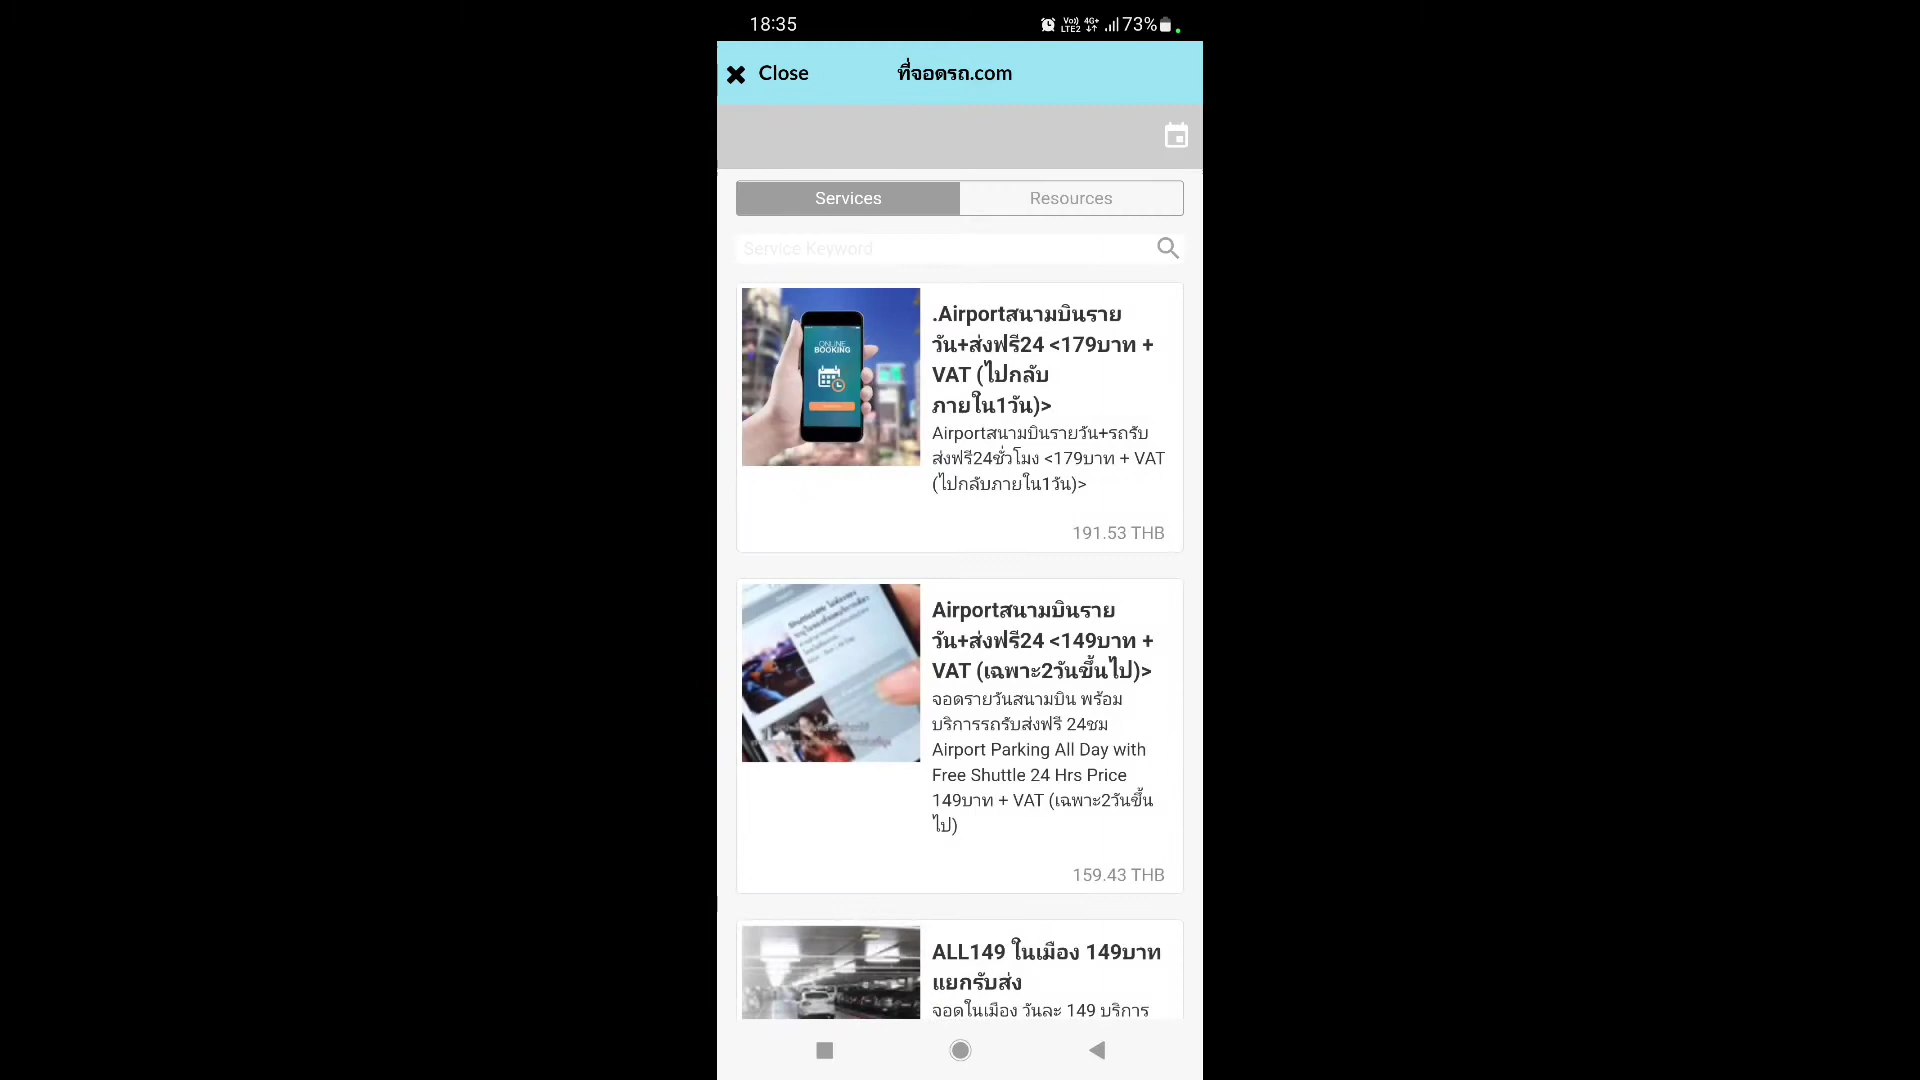 18:35
Vo)) LTE2 4G+ 73%
Close
ที่จอดรถ.com
Services
Resources
Service Keyword
ONLINE
BOOKING
.Airportสนามบินราย
วัน+ส่งฟรี24 <179บาท +
VAT (ไปกลับ
ภายใน1วัน)>
Airportสนามบินรายวัน+รถรับ
ส่งฟรี24ชั่วโมง <179บาท + VAT
(ไปกลับภายใน1วัน)>
191.53 THB
Airportสนามบินราย
วัน+ส่งฟรี24 <149บาท +
VAT (เฉพาะ2วันขึ้นไป)>
จอดรายวันสนามบิน พร้อม
บริการรถรับส่งฟรี 24ชม
Airport Parking All Day with
Free Shuttle 24 Hrs Price
149บาท + VAT (เฉพาะ2วันขึ้น
ไป)
159.43 THB
ALL149 ในเมือง 149บาท
แยกรับส่ง
จอดในเมือง วันละ 149 บริการ